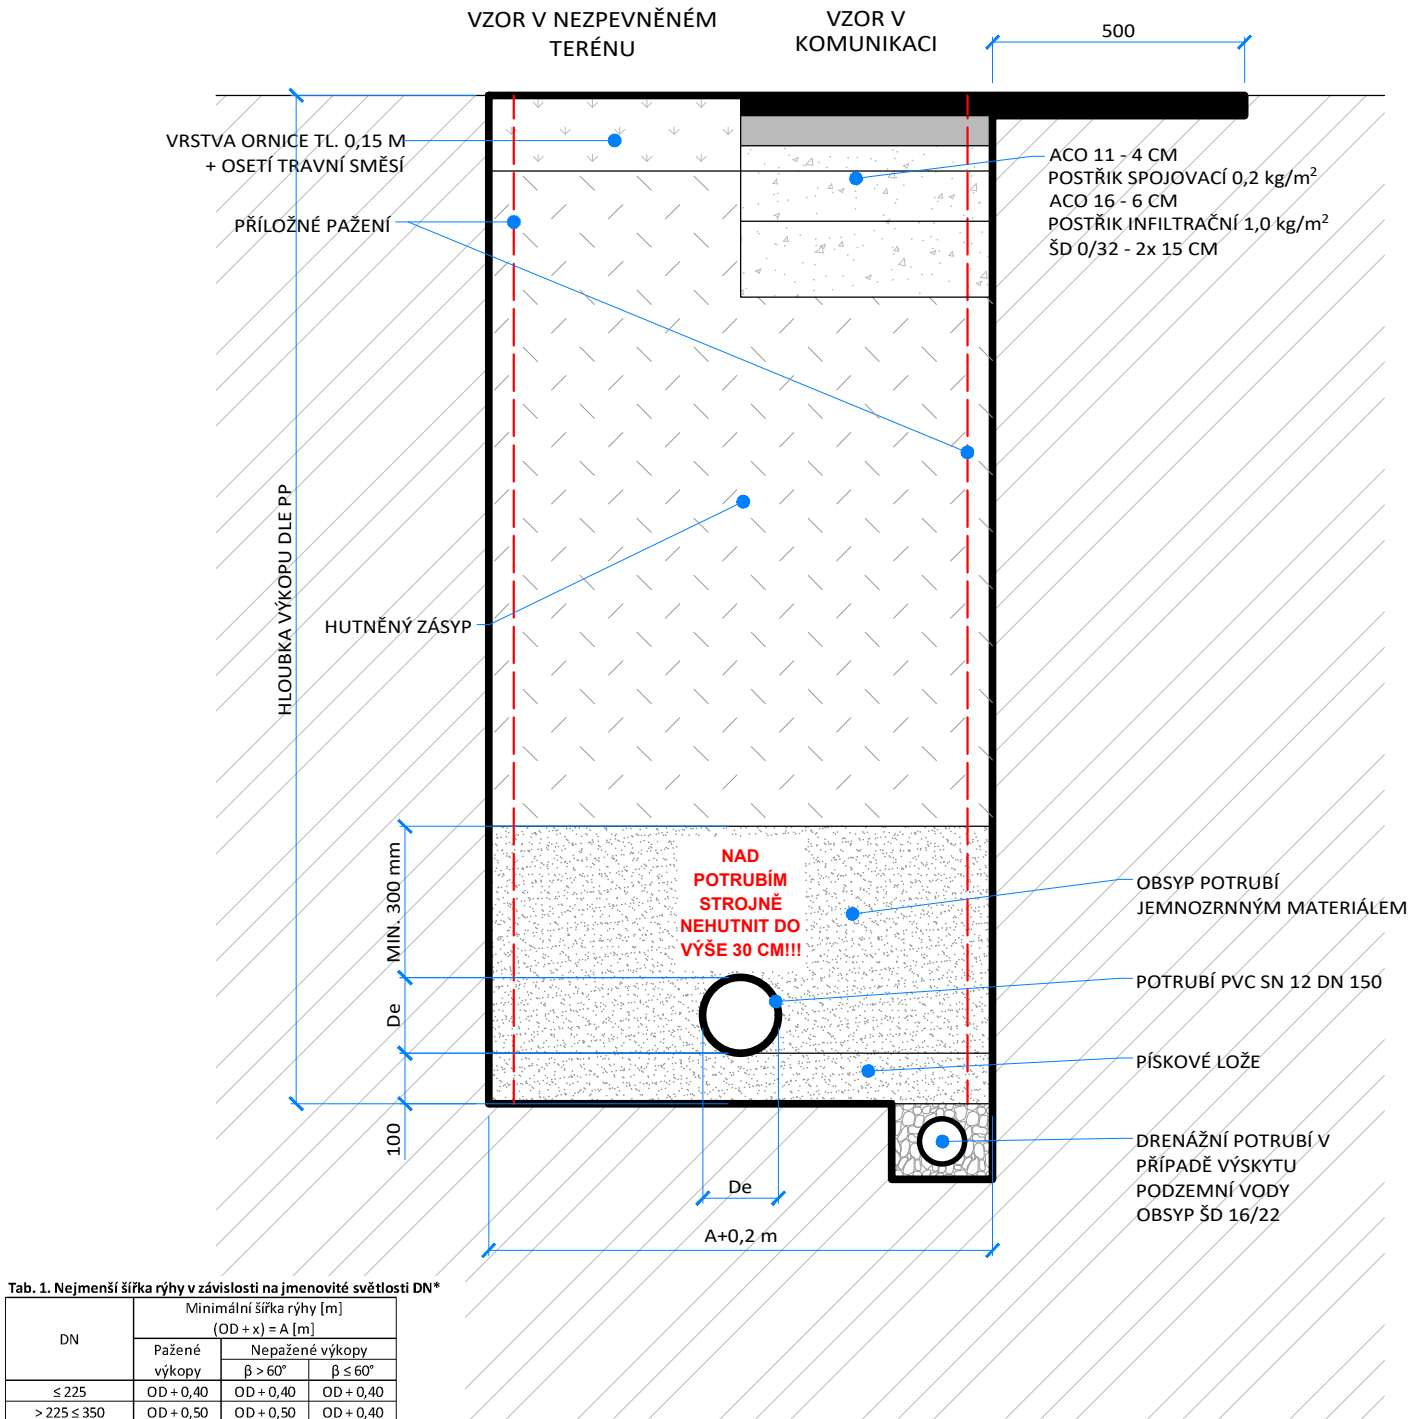 VZOR V NEZPEVNĚNÉM
TERÉNU
VZOR V
KOMUNIKACI
500
VRSTVA ORNICE TL. 0,15 M
+ OSETÍ TRAVNÍ SMĚSÍ
ACO 11 - 4 CM
POSTŘIK SPOJOVACÍ 0,2 kg/m²
ACO 16 - 6 CM
POSTŘIK INFILTRAČNÍ 1,0 kg/m²
ŠD 0/32 - 2x 15 CM
PŘÍLOŽNÉ PAŽENÍ
HLOUBKA VÝKOPU DLE PP
HUTNĚNÝ ZÁSYP
MIN. 300 mm
NAD
POTRUBÍM
STROJNĚ
NEHUTNIT DO
VÝŠE 30 CM!!!
OBSYP POTRUBÍ
JEMNOZRNNÝM MATERIÁLEM
De
POTRUBÍ PVC SN 12 DN 150
PÍSKOVÉ LOŽE
100
DRENÁŽNÍ POTRUBÍ V
PŘÍPADĚ VÝSKYTU
PODZEMNÍ VODY
OBSYP ŠD 16/22
De
A+0,2 m
Tab. 1. Nejmenší šířka rýhy v závislosti na jmenovité světlosti DN*
DN
Minimální šířka rýhy [m]
(OD + x) = A [m]
Pažené
výkopy
Nepažené výkopy
β > 60° β ≤ 60°
≤ 225 OD + 0,40 OD + 0,40 OD + 0,40
> 225 ≤ 350 OD + 0,50 OD + 0,50 OD + 0,40